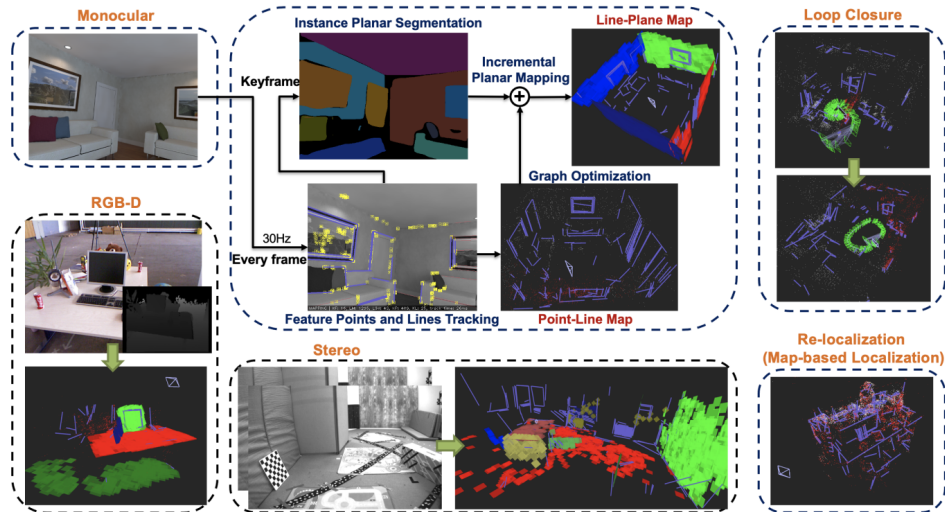 Monocular
Instance Planar Segmentation
Line-Plane Map
Loop Closure
Keyframe
Incremental
Planar Mapping
RGB-D
30Hz
Every frame
Graph Optimization
Feature Points and Lines Tracking
Point-Line Map
Stereo
Re-localization
(Map-based Localization)